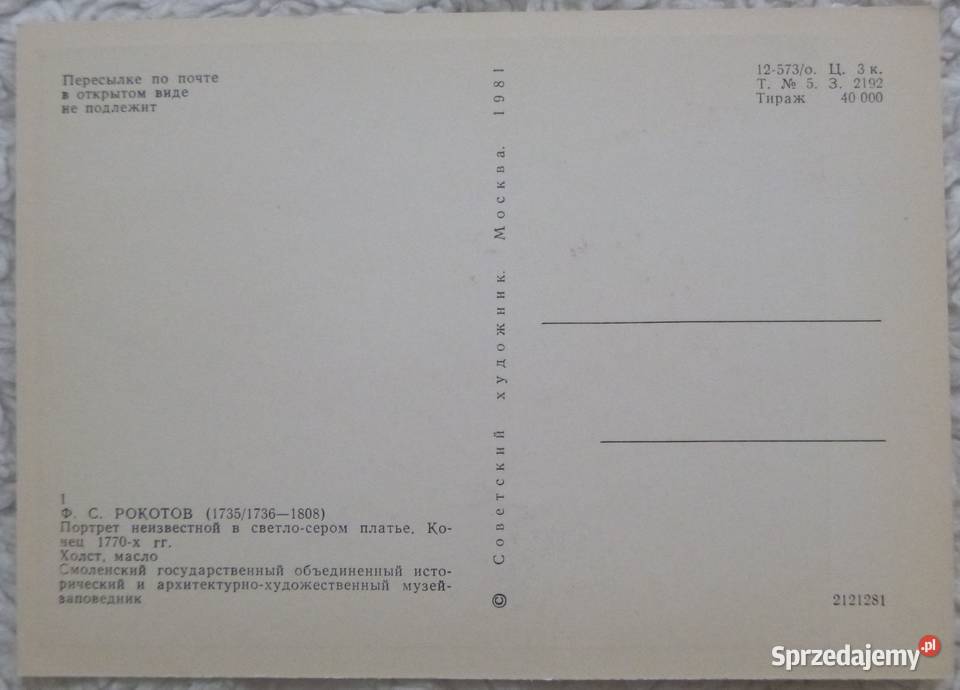 Пересылке по почте
в открытом виде
не подлежит
12-573/о. Ц. 3 к.
Т. № 5. З. 2192
Тираж 40 000
© Советский художник. Москва. 1981
1
Ф. С. РОКОТОВ (1735/1736—1808)
Портрет неизвестной в светло-сером платье. Ко-
нец 1770-х гг.
Холст, масло
Смоленский государственный объединенный исто-
рический и архитектурно-художественный музей-
заповедник
2121281
Sprzedajemy.pl